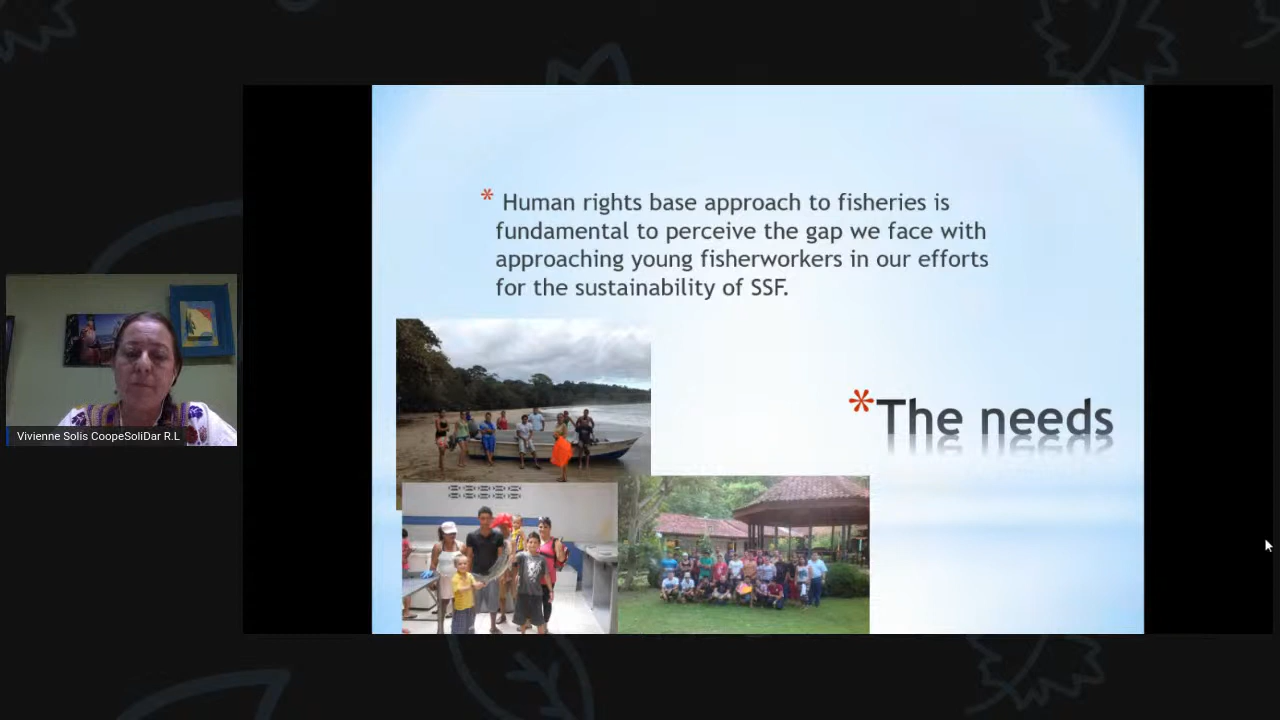 * Human rights base approach to fisheries is
fundamental to perceive the gap we face with
approaching young fisherworkers in our efforts
for the sustainability of SSF.
*The needs
Vivienne Solis CoopeSoliDar R.L